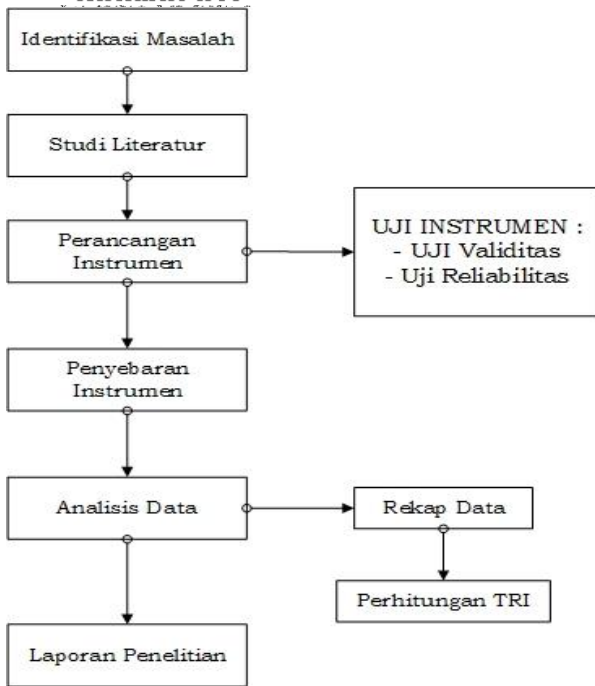 Identifikasi Masalah
Studi Literatur
Perancangan
Instrumen
UJI INSTRUMEN :
- UJI Validitas
- Uji Reliabilitas
Penyebaran
Instrumen
Analisis Data
Rekap Data
Perhitungan TRI
Laporan Penelitian